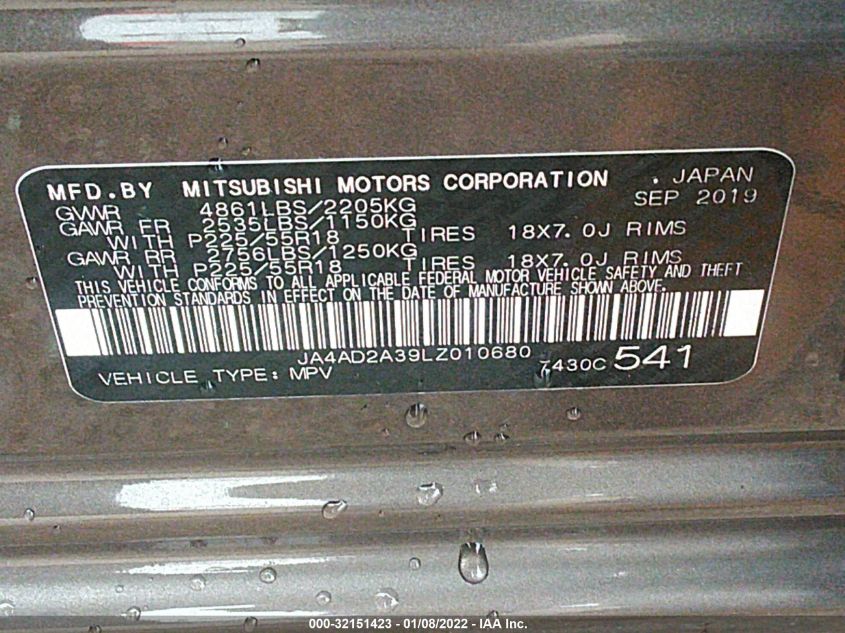 MFD.BY MITSUBISHI MOTORS CORPORATION . JAPAN
GVWR 4861LBS/2205KG SEP 2019
GAWR FR 2535LBS/1150KG
WITH P225/55R18 TIRES 18X7.0J RIMS
GAWR RR 2756LBS/1250KG
WITH P225/55R18 TIRES 18X7.0J RIMS
THIS VEHICLE CONFORMS TO ALL APPLICABLE FEDERAL MOTOR VEHICLE SAFETY AND THEFT
PREVENTION STANDARDS IN EFFECT ON THE DATE OF MANUFACTURE SHOWN ABOVE.
JA4AD2A39LZ010680
VEHICLE TYPE: MPV 7430C 541
000-32151423 - 01/08/2022 - IAA Inc.